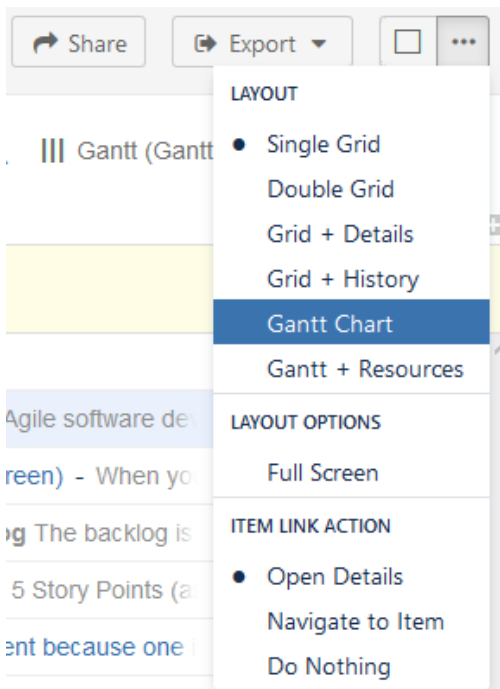 Share
Export
•••
LAYOUT
Gantt (Gantt
Single Grid
Double Grid
Grid + Details
Grid + History
Gantt Chart
Gantt + Resources
Agile software de
LAYOUT OPTIONS
reen) - When yo
Full Screen
og The backlog is
ITEM LINK ACTION
5 Story Points (a
Open Details
Navigate to Item
ent because one
Do Nothing